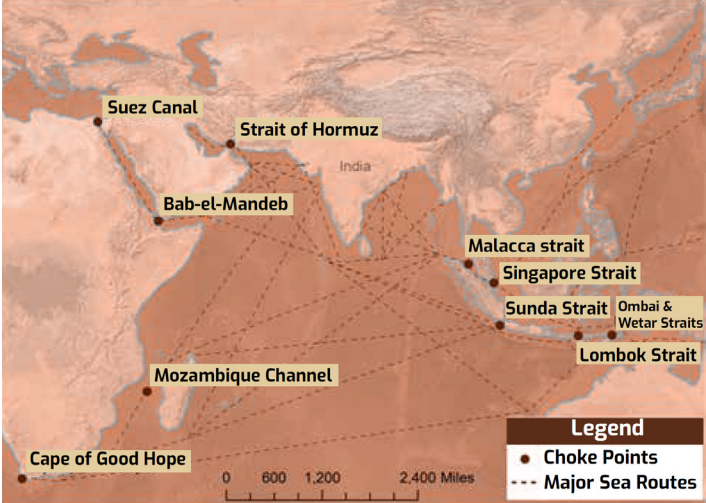 Suez Canal
Strait of Hormuz
India
Bab-el-Mandeb
Malacca strait
Singapore Strait
Sunda Strait
Ombai &
Wetar Straits
Lombok Strait
Mozambique Channel
Cape of Good Hope
Legend
Choke Points
Major Sea Routes
0 600 1,200 2,400 Miles